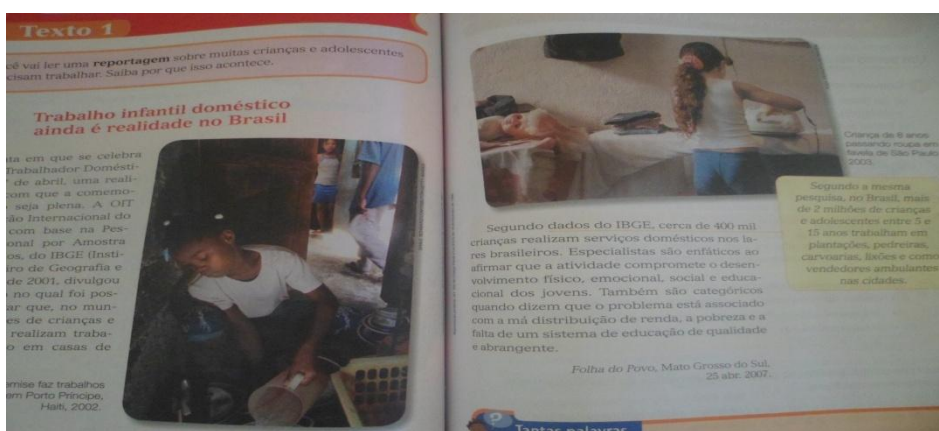 Texto 1
cê vai ler uma reportagem sobre muitas crianças e adolescentes
cisam trabalhar. Saiba por que isso acontece.
Trabalho infantil doméstico
ainda é realidade no Brasil
ta em que se celebra
Trabalhador Domésti-
de abril, uma reali-
com que a comemo-
seja plena. A OIT
ão Internacional do
com base na Pes-
onal por Amostra
os, do IBGE (Insti-
iro de Geografia e
de 2001, divulgou
no qual foi pos-
ar que, no mun-
es de crianças e
realizam traba-
o em casas de
emise faz trabalhos
em Porto Príncipe,
Haiti, 2002.
Criança de 8 anos
passando roupa em
favela de São Paulo,
2003.
Segundo a mesma
pesquisa, no Brasil, mais
de 2 milhões de crianças
e adolescentes entre 5 e
15 anos trabalham em
plantações, pedreiras,
carvoarias, lixões e como
vendedores ambulantes
nas cidades.
Segundo dados do IBGE, cerca de 400 mil
crianças realizam serviços domésticos nos la-
res brasileiros. Especialistas são enfáticos ao
afirmar que a atividade compromete o desen-
volvimento físico, emocional, social e educa-
cional dos jovens. Também são categóricos
quando dizem que o problema está associado
com a má distribuição de renda, a pobreza e a
falta de um sistema de educação de qualidade
e abrangente.
Folha do Povo, Mato Grosso do Sul,
25 abr. 2007.
Tantas palavras